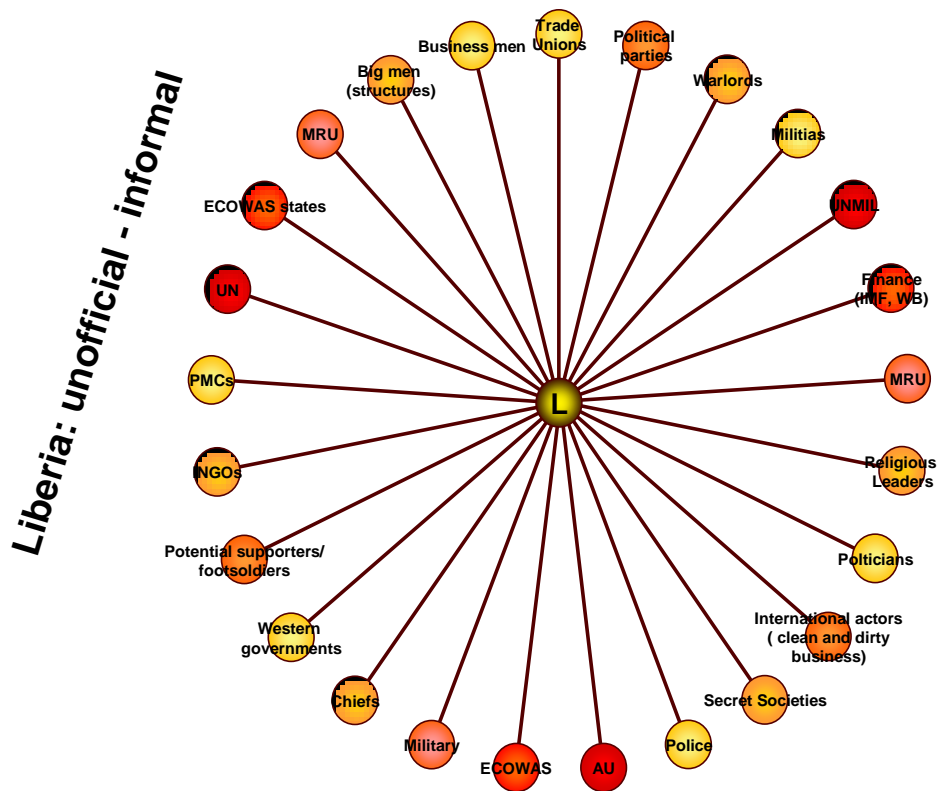 Liberia: unofficial - informal
Trade
Unions
Political
parties
Warlords
Militias
UNMIL
Finance
(IMF, WB)
MRU
Religious
Leaders
Polticians
International actors
( clean and dirty
business)
Secret Societies
Police
AU
ECOWAS
Military
Chiefs
Western
governments
Potential supporters/
footsoldiers
INGOs
PMCs
UN
ECOWAS states
MRU
Big men
(structures)
Business men
L